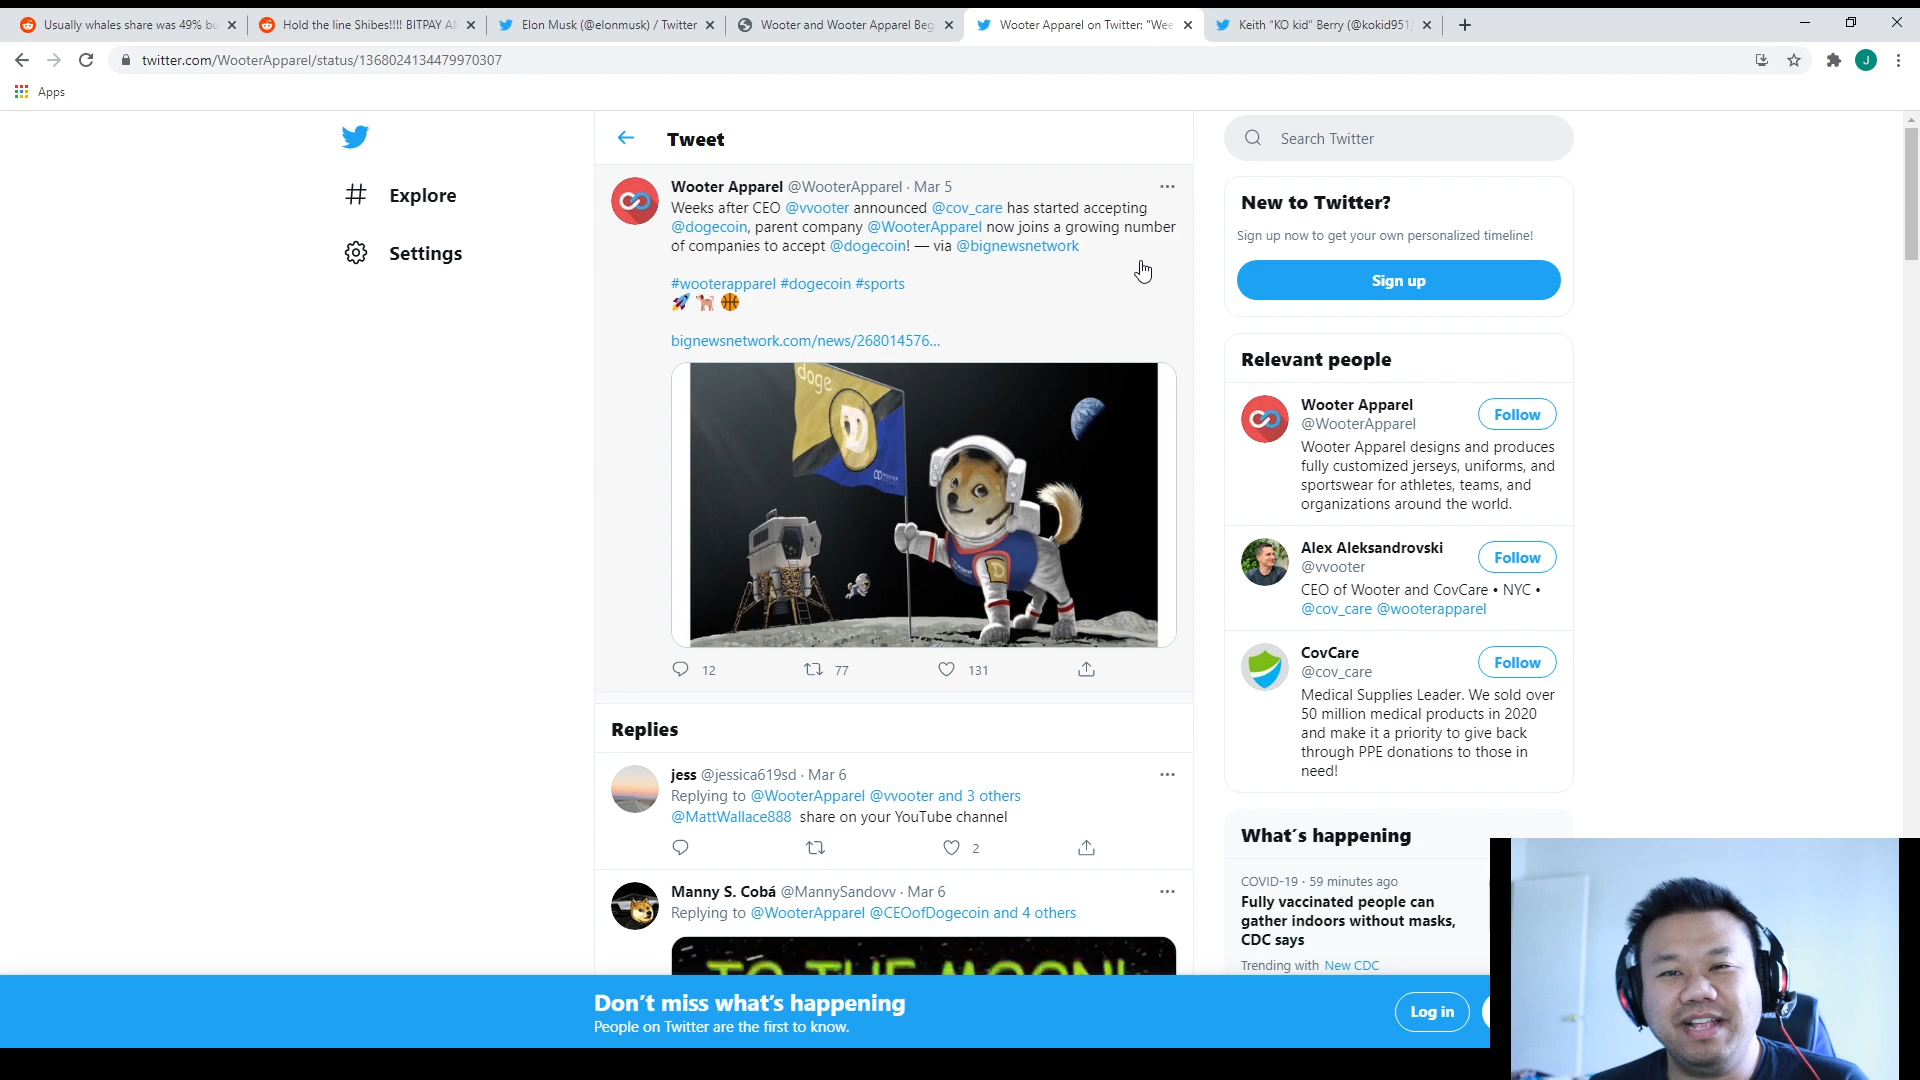 Usually whales share was 49% bu
Hold the line Shibes!!!! BITPAY A
Elon Musk (@elonmusk) / Twitter
Wooter and Wooter Apparel Beg
Wooter Apparel on Twitter: "Wee
Keith "KO kid" Berry (@kokid951
twitter.com/WooterApparel/status/1368024134479970307
J
Apps
Explore
Settings
Tweet
Wooter Apparel @WooterApparel · Mar 5
Weeks after CEO @vvooter announced @cov_care has started accepting
@dogecoin, parent company @WooterApparel now joins a growing number
of companies to accept @dogecoin! — via @bignewsnetwork
#wooterapparel #dogecoin #sports
🚀 🐕 🏀
bignewsnetwork.com/news/268014576...
doge
D
12 77 131
Replies
jess @jessica619sd · Mar 6
Replying to @WooterApparel @vvooter and 3 others
@MattWallace888 share on your YouTube channel
2
Manny S. Cobá @MannySandovv · Mar 6
Replying to @WooterApparel @CEOofDogecoin and 4 others
TO THE MOON!
Search Twitter
New to Twitter?
Sign up now to get your own personalized timeline!
Sign up
Relevant people
Wooter Apparel
@WooterApparel
Follow
Wooter Apparel designs and produces
fully customized jerseys, uniforms, and
sportswear for athletes, teams, and
organizations around the world.
Alex Aleksandrovski
@vvooter
Follow
CEO of Wooter and CovCare • NYC •
@cov_care @wooterapparel
CovCare
@cov_care
Follow
Medical Supplies Leader. We sold over
50 million medical products in 2020
and make it a priority to give back
through PPE donations to those in
need!
What's happening
COVID-19 · 59 minutes ago
Fully vaccinated people can
gather indoors without masks,
CDC says
Trending with New CDC
Don't miss what's happening
People on Twitter are the first to know.
Log in